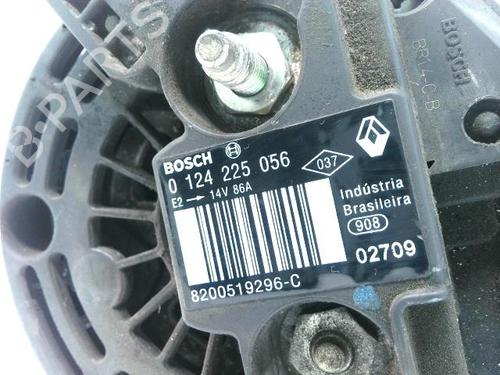 B-PARTS
BOSCH
BOSCH
0 124 225 056
037
E2 → 14V 86A
Indústria
Brasileira
908
02709
8200519296-C